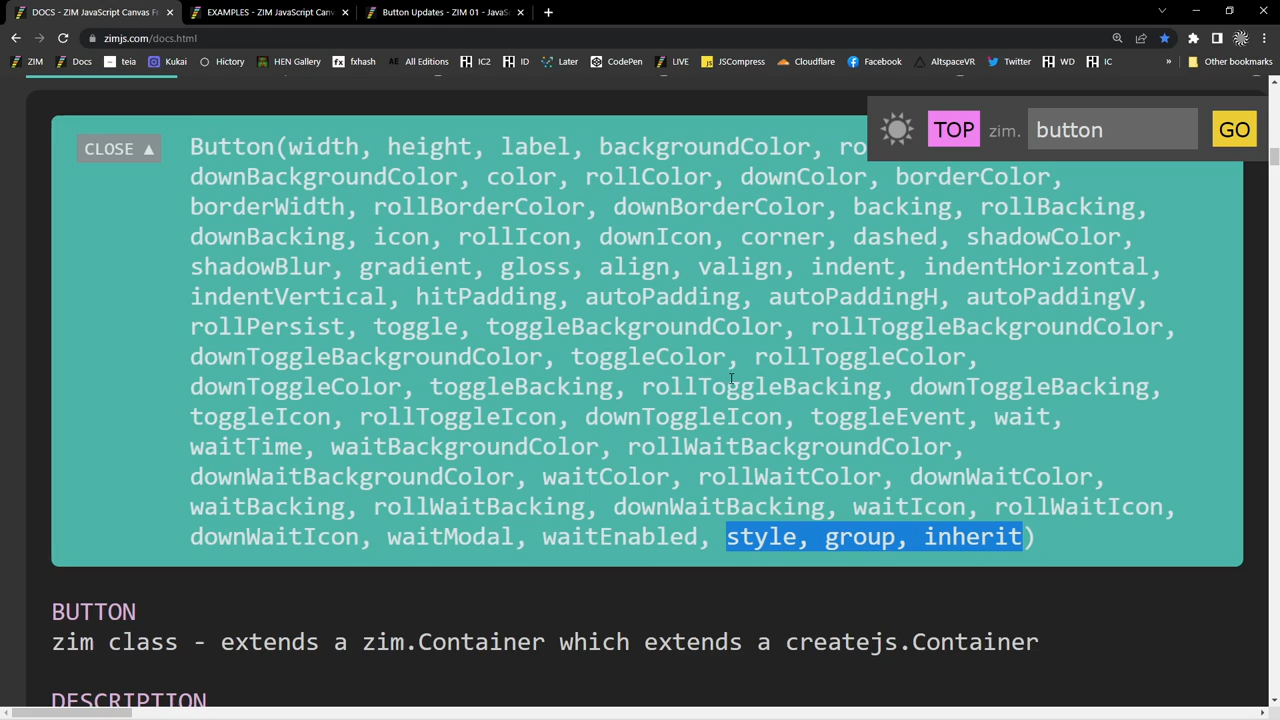 DOCS - ZIM JavaScript Canvas F
EXAMPLES - ZIM JavaScript Canv
Button Updates - ZIM 01 - JavaS
zimjs.com/docs.html
ZIM
Docs
teia
Kukai
Hictory
HEN Gallery
fxhash
All Editions
IC2
ID
Later
CodePen
LIVE
JSCompress
Cloudflare
Facebook
AltspaceVR
Twitter
WD
IC
»
Other bookmarks
TOP zim. button GO
CLOSE ▲
Button(width, height, label, backgroundColor, ro
downBackgroundColor, color, rollColor, downColor, borderColor,
borderWidth, rollBorderColor, downBorderColor, backing, rollBacking,
downBacking, icon, rollIcon, downIcon, corner, dashed, shadowColor,
shadowBlur, gradient, gloss, align, valign, indent, indentHorizontal,
indentVertical, hitPadding, autoPadding, autoPaddingH, autoPaddingV,
rollPersist, toggle, toggleBackgroundColor, rollToggleBackgroundColor,
downToggleBackgroundColor, toggleColor, rollToggleColor,
downToggleColor, toggleBacking, rollToggleBacking, downToggleBacking,
toggleIcon, rollToggleIcon, downToggleIcon, toggleEvent, wait,
waitTime, waitBackgroundColor, rollWaitBackgroundColor,
downWaitBackgroundColor, waitColor, rollWaitColor, downWaitColor,
waitBacking, rollWaitBacking, downWaitBacking, waitIcon, rollWaitIcon,
downWaitIcon, waitModal, waitEnabled, style, group, inherit)
BUTTON
zim class - extends a zim.Container which extends a createjs.Container
DESCRIPTION